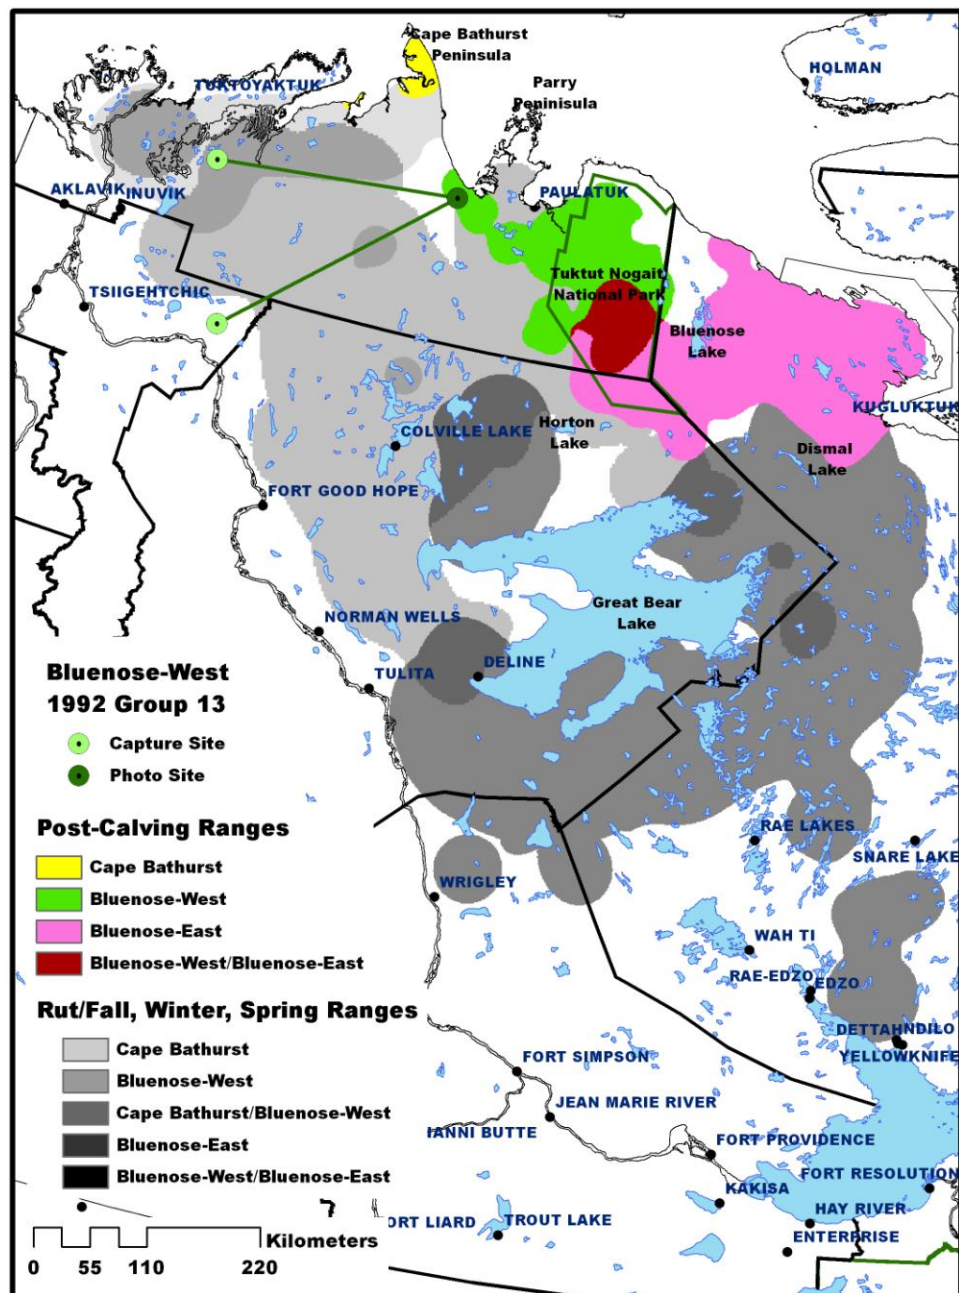 Cape Bathurst
Peninsula
HOLMAN
TUKTOYAKTUK
Parry
Peninisula
AKLAVIK
INUVIK
PAULATUK
TSIIGEHTCHIC
Tuktut Nogait
National Park
Bluenose
Lake
KUGLUKTUK
Horton
Lake
COLVILLE LAKE
Dismal
Lake
FORT GOOD HOPE
Great Bear
Lake
NORMAN WELLS
DELINE
TULITA
Bluenose-West
1992 Group 13
Capture Site
Photo Site
Post-Calving Ranges
Cape Bathurst
Bluenose-West
Bluenose-East
Bluenose-West/Bluenose-East
RAE LAKES
SNARE LAKE
WRIGLEY
WAH TI
RAE-EDZO
EDZO
DETTAH
NDILO
YELLOWKNIFE
Rut/Fall, Winter, Spring Ranges
Cape Bathurst
Bluenose-West
Cape Bathurst/Bluenose-West
Bluenose-East
Bluenose-West/Bluenose-East
FORT SIMPSON
JEAN MARIE RIVER
IANNI BUTTE
FORT PROVIDENCE
FORT RESOLUTION
KAKISA
HAY RIVER
ORT LIARD
TROUT LAKE
ENTERPRISE
Kilometers
0 55 110 220